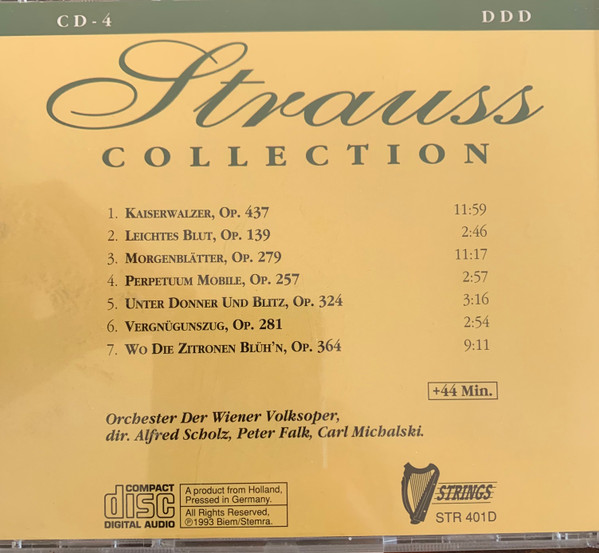 CD-4 DDD
Strauss
COLLECTION
1. KAISERWALZER, OP. 437 11:59
2. LEICHTES BLUT, OP. 139 2:46
3. MORGENBLÄTTER, OP. 279 11:17
4. PERPETUUM MOBILE, OP. 257 2:57
5. UNTER DONNER UND BLITZ, OP. 324 3:16
6. VERGNÜGUNSZUG, OP. 281 2:54
7. WO DIE ZITRONEN BLÜH'N, OP. 364 9:11
+44 Min.
Orchester Der Wiener Volksoper,
dir. Alfred Scholz, Peter Falk, Carl Michalski.
COMPACT
disc
DIGITAL AUDIO
A product from Holland,
Pressed in Germany.
All Rights Reserved,
℗1993 Biem/Stemra.
STRINGS
STR 401D